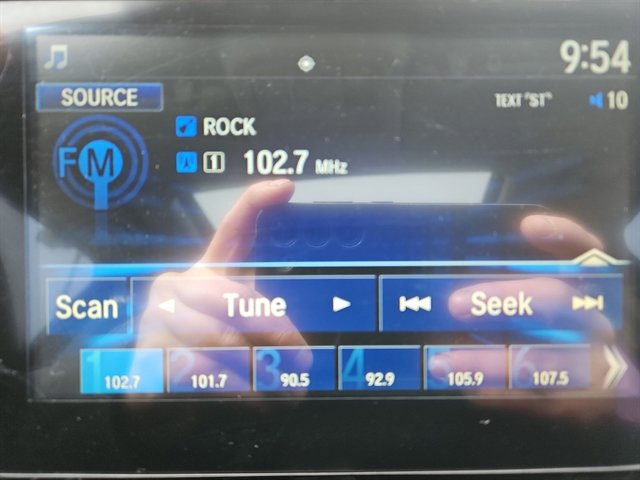 9:54
SOURCE
TEXT "ST" 10
ROCK
FM 1 102.7 MHz
Scan Tune Seek
1 2 3 4 5 6
102.7 101.7 90.5 92.9 105.9 107.5